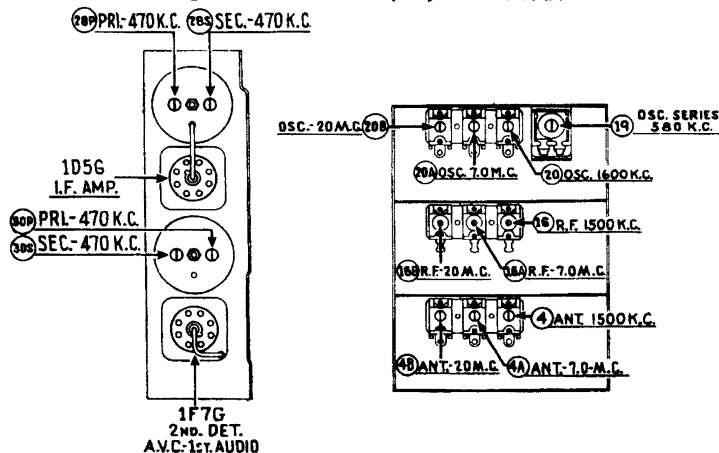 28P PRI.-470 K.C. 28S SEC.-470 K.C.
1D5G
I.F. AMP.
30P PRI.-470 K.C.
30S SEC.-470 K.C.
1F7G
2ND. DET.
A.V.C.-1ST. AUDIO
OSC.-20 M.C. 20B
19 OSC. SERIES
580 K.C.
20A OSC. 7.0 M.C. 20 OSC. 1600 K.C.
16 R.F. 1500 K.C.
16B R.F.-20 M.C. 16A R.F.-7.0 M.C.
4 ANT. 1500 K.C.
4B ANT.-20 M.C. 4A ANT.-7.0-M.C.